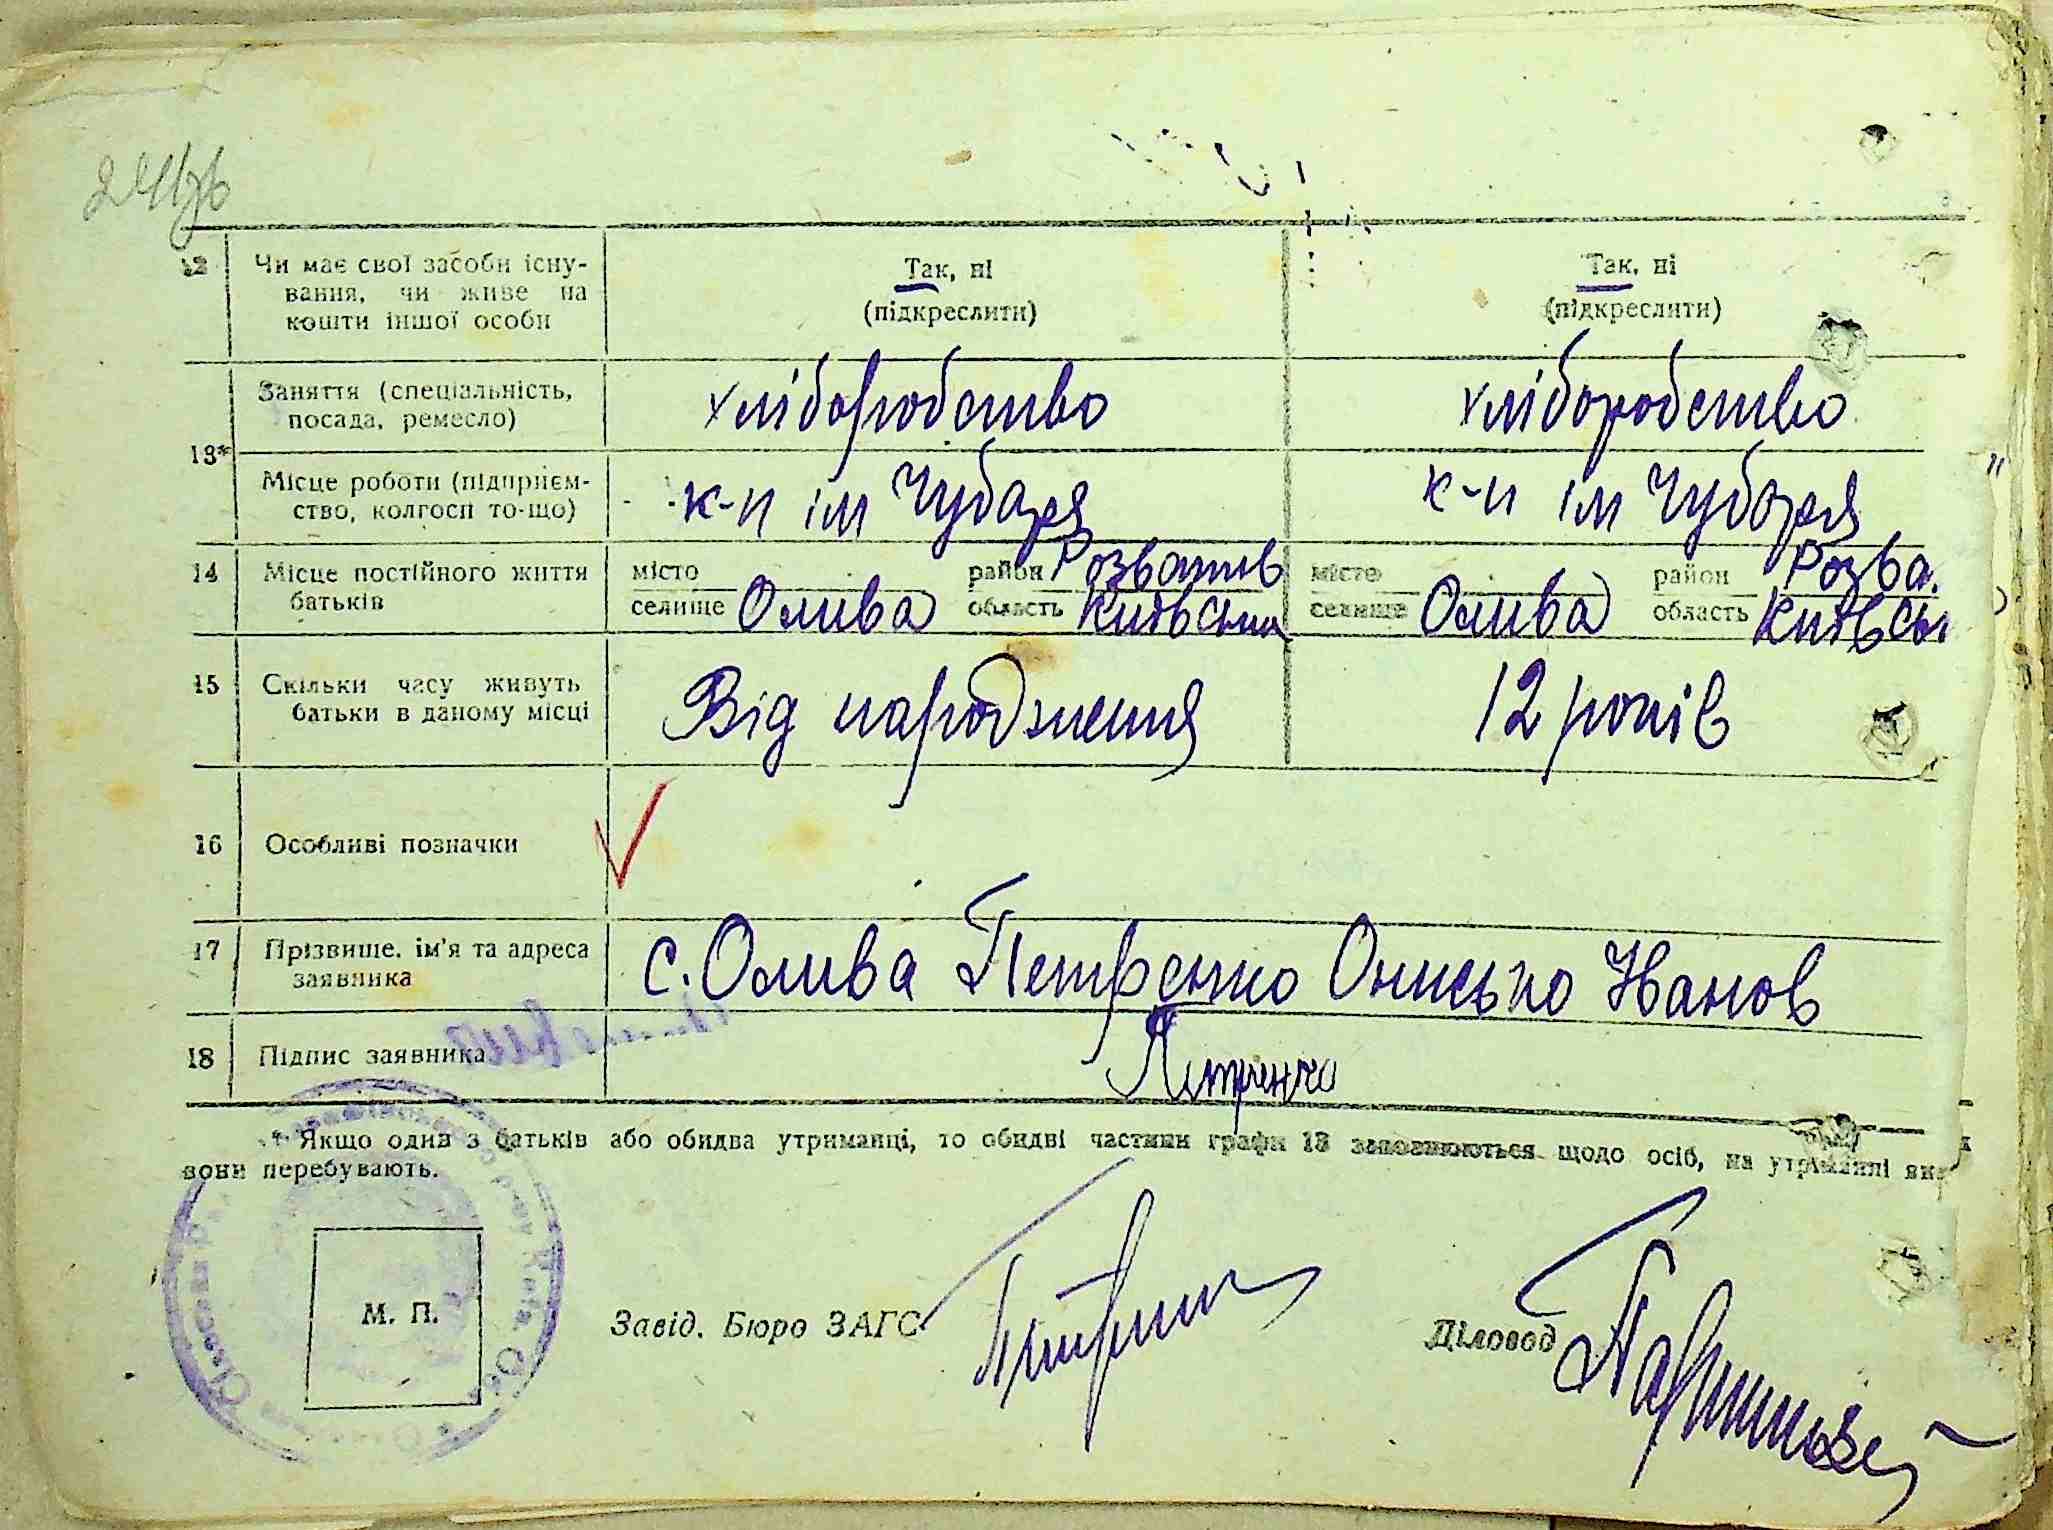 12 Чи має свої засоби існу-
вання, чи живе на
кошти іншої особи
Так, ні
(підкреслити)
Так, ні
(підкреслити)
13*
Заняття (спеціальність,
посада, ремесло)
хліборобство
хліборобство
Місце роботи (підприєм-
ство, колгосп то-що)
к-п ім Чубаря
к-п ім Чубаря
14 Місце постійного життя
батьків
місто
селище Олива
район Розважів
область Київська
місто
селище Олива
район Розва.
область Київсь
15 Скільки часу живуть
батьки в даному місці
Від народження
12 років
16 Особливі позначки
17 Прізвище, ім'я та адреса
заявника
с. Олива Петренко Онисько Іванов
18 Підпис заявника
Петренко
* Якщо один з батьків або обидва утриманці, то обидві частини графи 13 заповнюються щодо осіб, на утриманні яких
вони перебувають.
М. П.
Завід. Бюро ЗАГС
Діловод